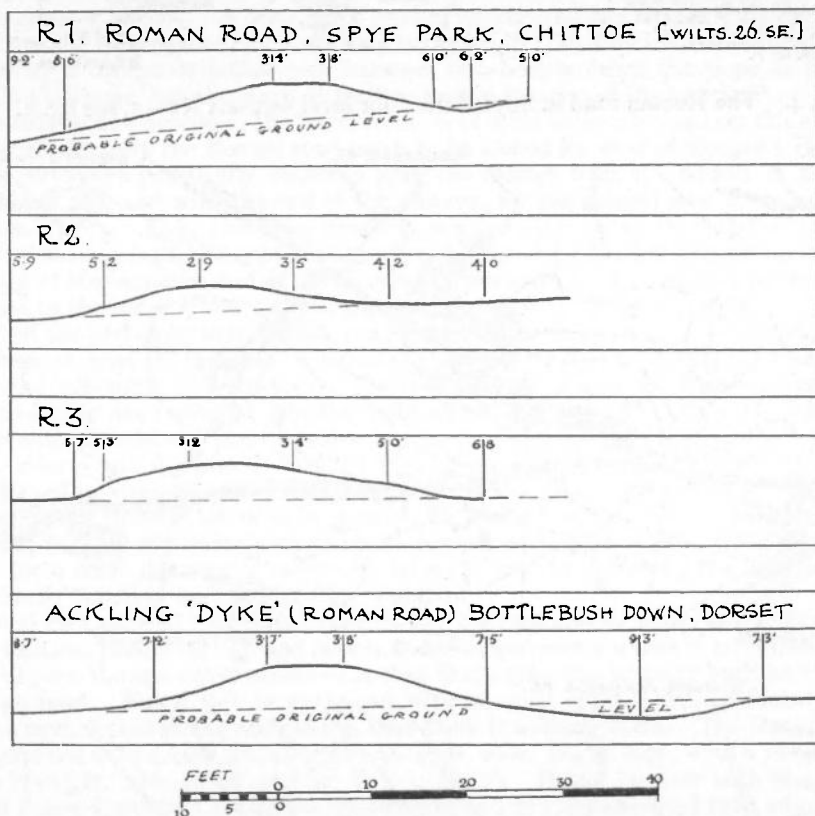 R1. ROMAN ROAD, SPYE PARK, CHITTOE [WILTS.26.SE.]
9·2' 8·6' 3·4' 3·8' 6·0' 6·2' 5·0'
PROBABLE ORIGINAL GROUND LEVEL
R.2.
5·9 5·2 2·9 3·5 4·2 4·0
R.3.
5·7' 5·3' 3·2 3·4' 5·0' 6·8
ACKLING 'DYKE' (ROMAN ROAD) BOTTLEBUSH DOWN, DORSET
7·2' 3·7' 7·5' 9·3' 7·3'
PROBABLE ORIGINAL GROUND LEVEL
FEET
10 5 0 10 20 30 40